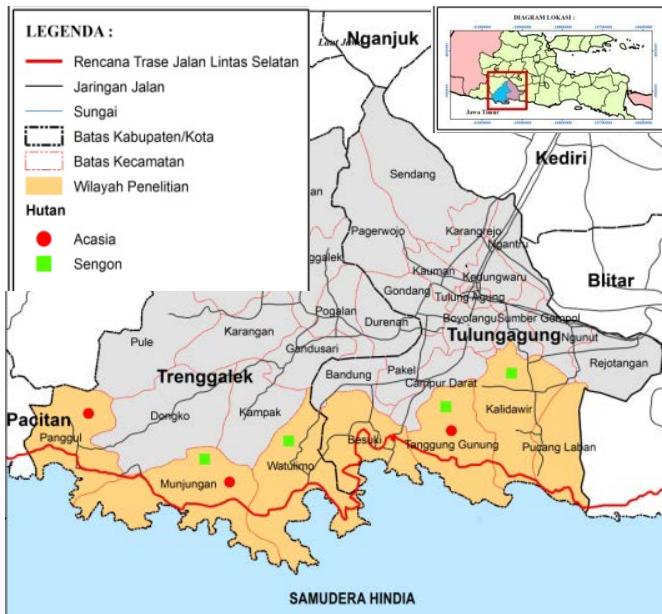 LEGENDA :
Rencana Trase Jalan Lintas Selatan
Jaringan Jalan
Sungai
Batas Kabupaten/Kota
Batas Kecamatan
Wilayah Penelitian
Hutan
Acasia
Sengon
DIAGRAM LOKASI :
Jawa Timur
Nganjuk
Kediri
Sendang
Pagerwojo
Karangrejo
Ngantru
Kauman
Kedungwaru
Gondang
Tulung Agung
Blitar
Pogalan
Durenan
Boyolangu
Sumber Gempol
Pule
Karangan
Gandusari
Tulungagung
Ngunut
Rejotangan
Trenggalek
Bandung
Pakel
Campur Darat
Kalidawir
Pacitan
Dongko
Kampak
Panggul
Besuki
Tanggung Gunung
Pucang Laban
Watulimo
Munjungan
SAMUDERA HINDIA